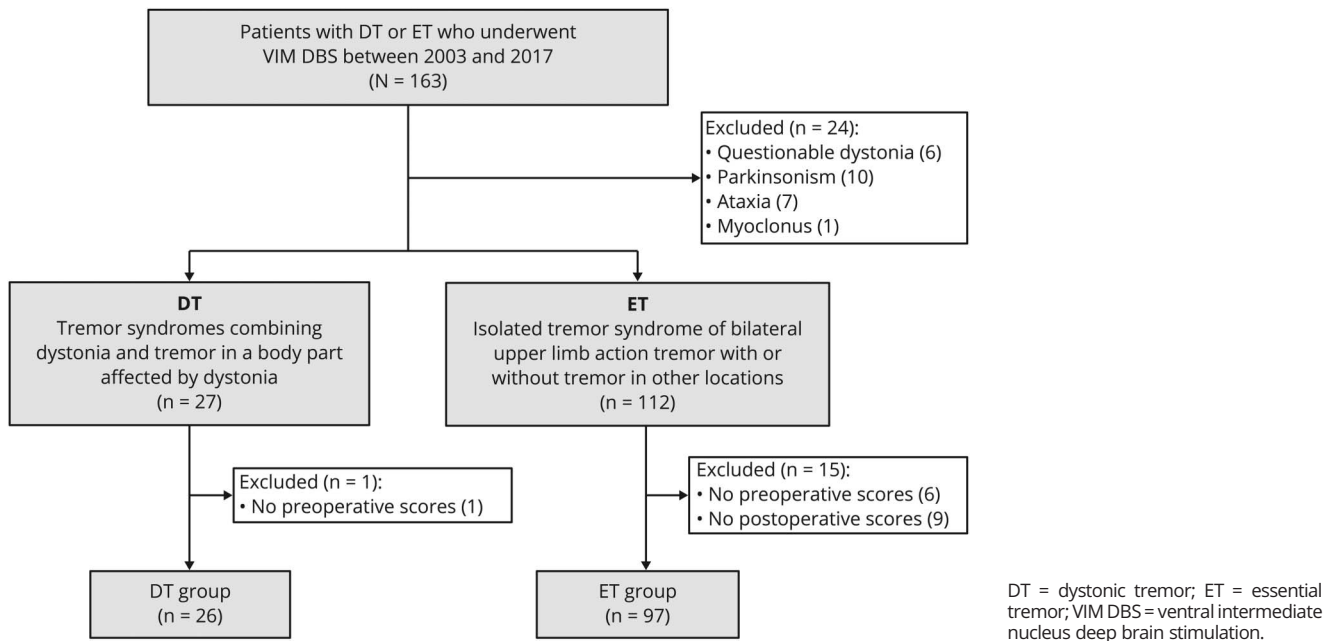 Patients with DT or ET who underwent
VIM DBS between 2003 and 2017
(N = 163)
Excluded (n = 24):
• Questionable dystonia (6)
• Parkinsonism (10)
• Ataxia (7)
• Myoclonus (1)
DT
Tremor syndromes combining
dystonia and tremor in a body part
affected by dystonia
(n = 27)
ET
Isolated tremor syndrome of bilateral
upper limb action tremor with or
without tremor in other locations
(n = 112)
Excluded (n = 1):
• No preoperative scores (1)
Excluded (n = 15):
• No preoperative scores (6)
• No postoperative scores (9)
DT group
(n = 26)
ET group
(n = 97)
DT = dystonic tremor; ET = essential
tremor; VIM DBS = ventral intermediate
nucleus deep brain stimulation.